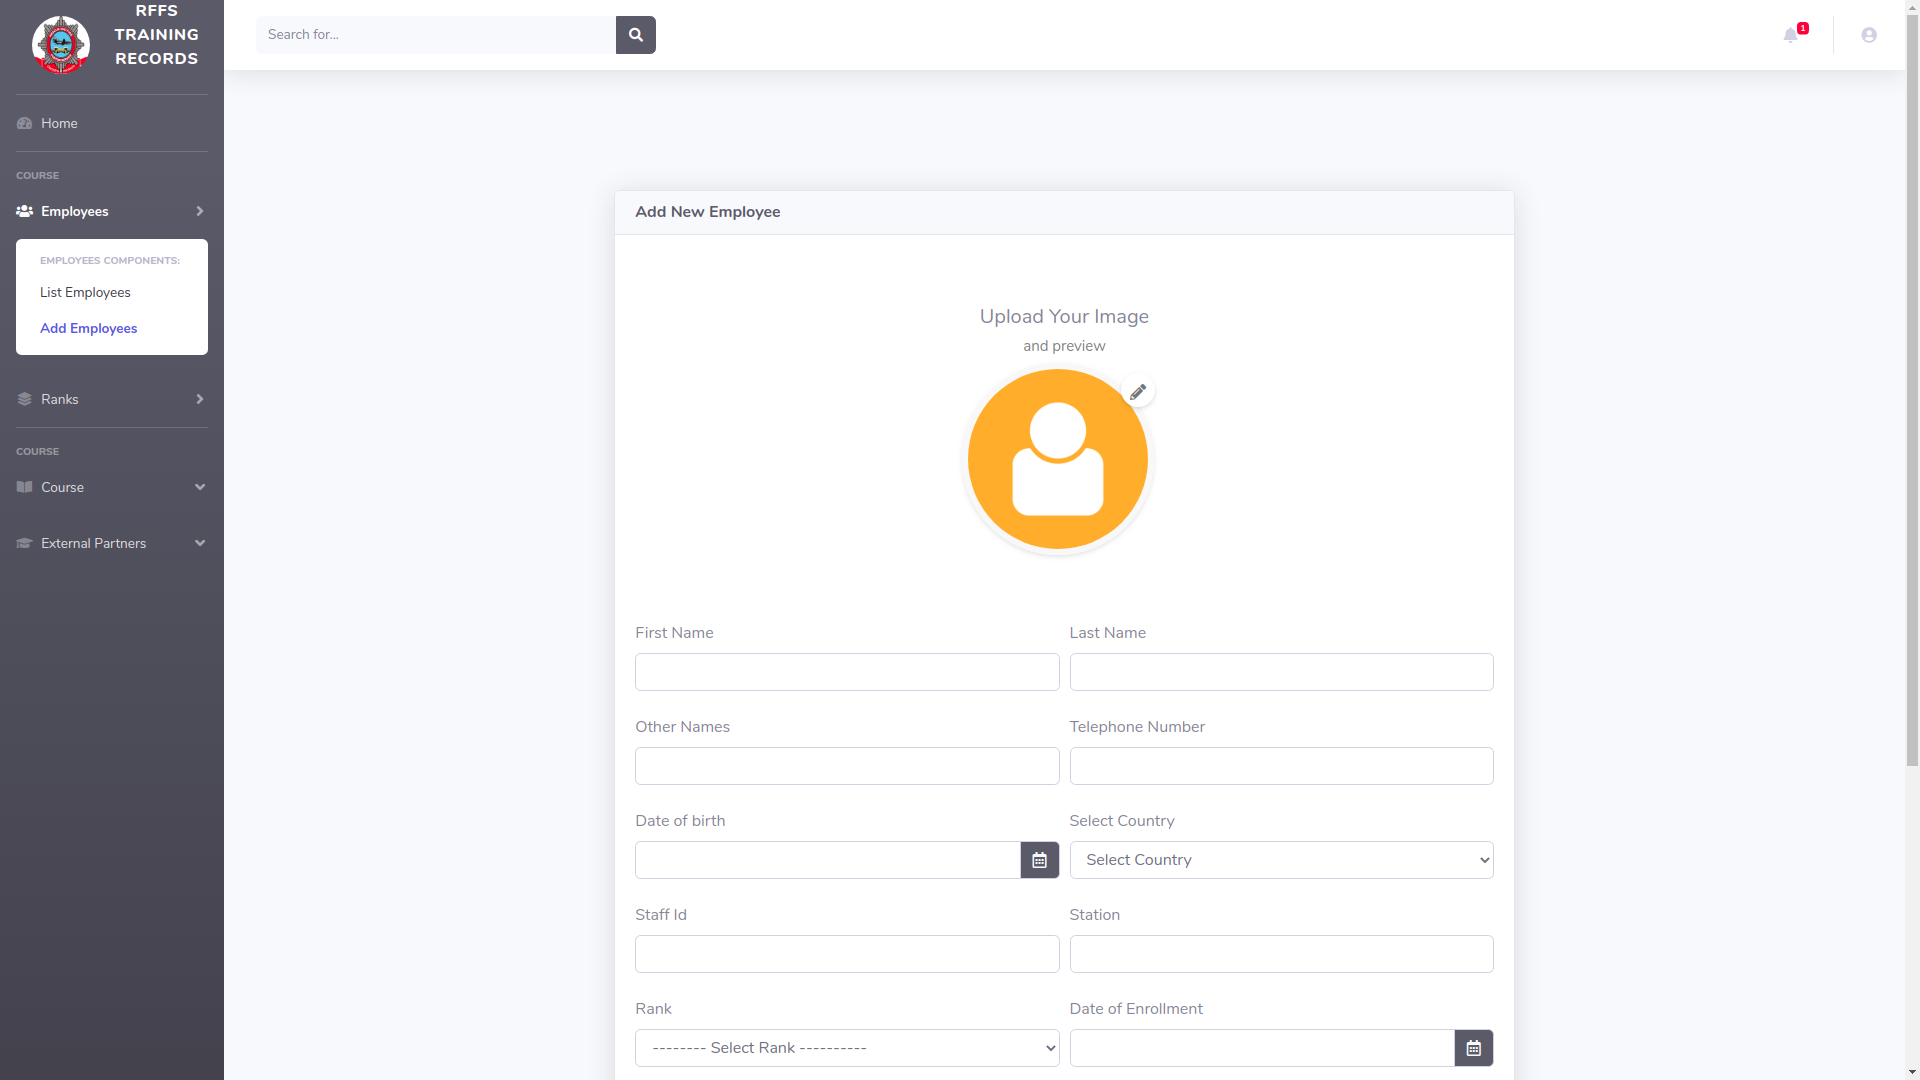 RFFS
TRAINING
RECORDS
Search for...
1
Home
COURSE
Employees
EMPLOYEES COMPONENTS:
List Employees
Add Employees
Ranks
COURSE
Course
External Partners
Add New Employee
Upload Your Image
and preview
First Name
Last Name
Other Names
Telephone Number
Date of birth
Select Country
Select Country
Staff Id
Station
Rank
Date of Enrollment
-------- Select Rank ----------